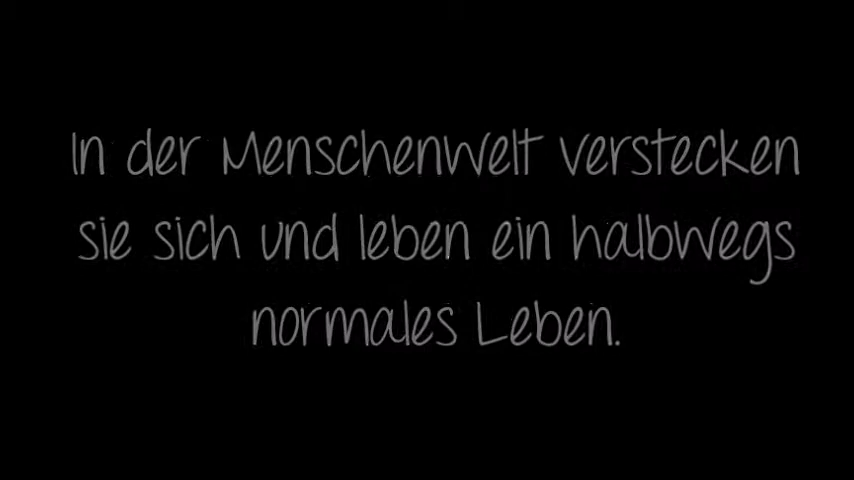 In der Menschenwelt verstecken
sie sich und leben ein halbwegs
normales Leben.